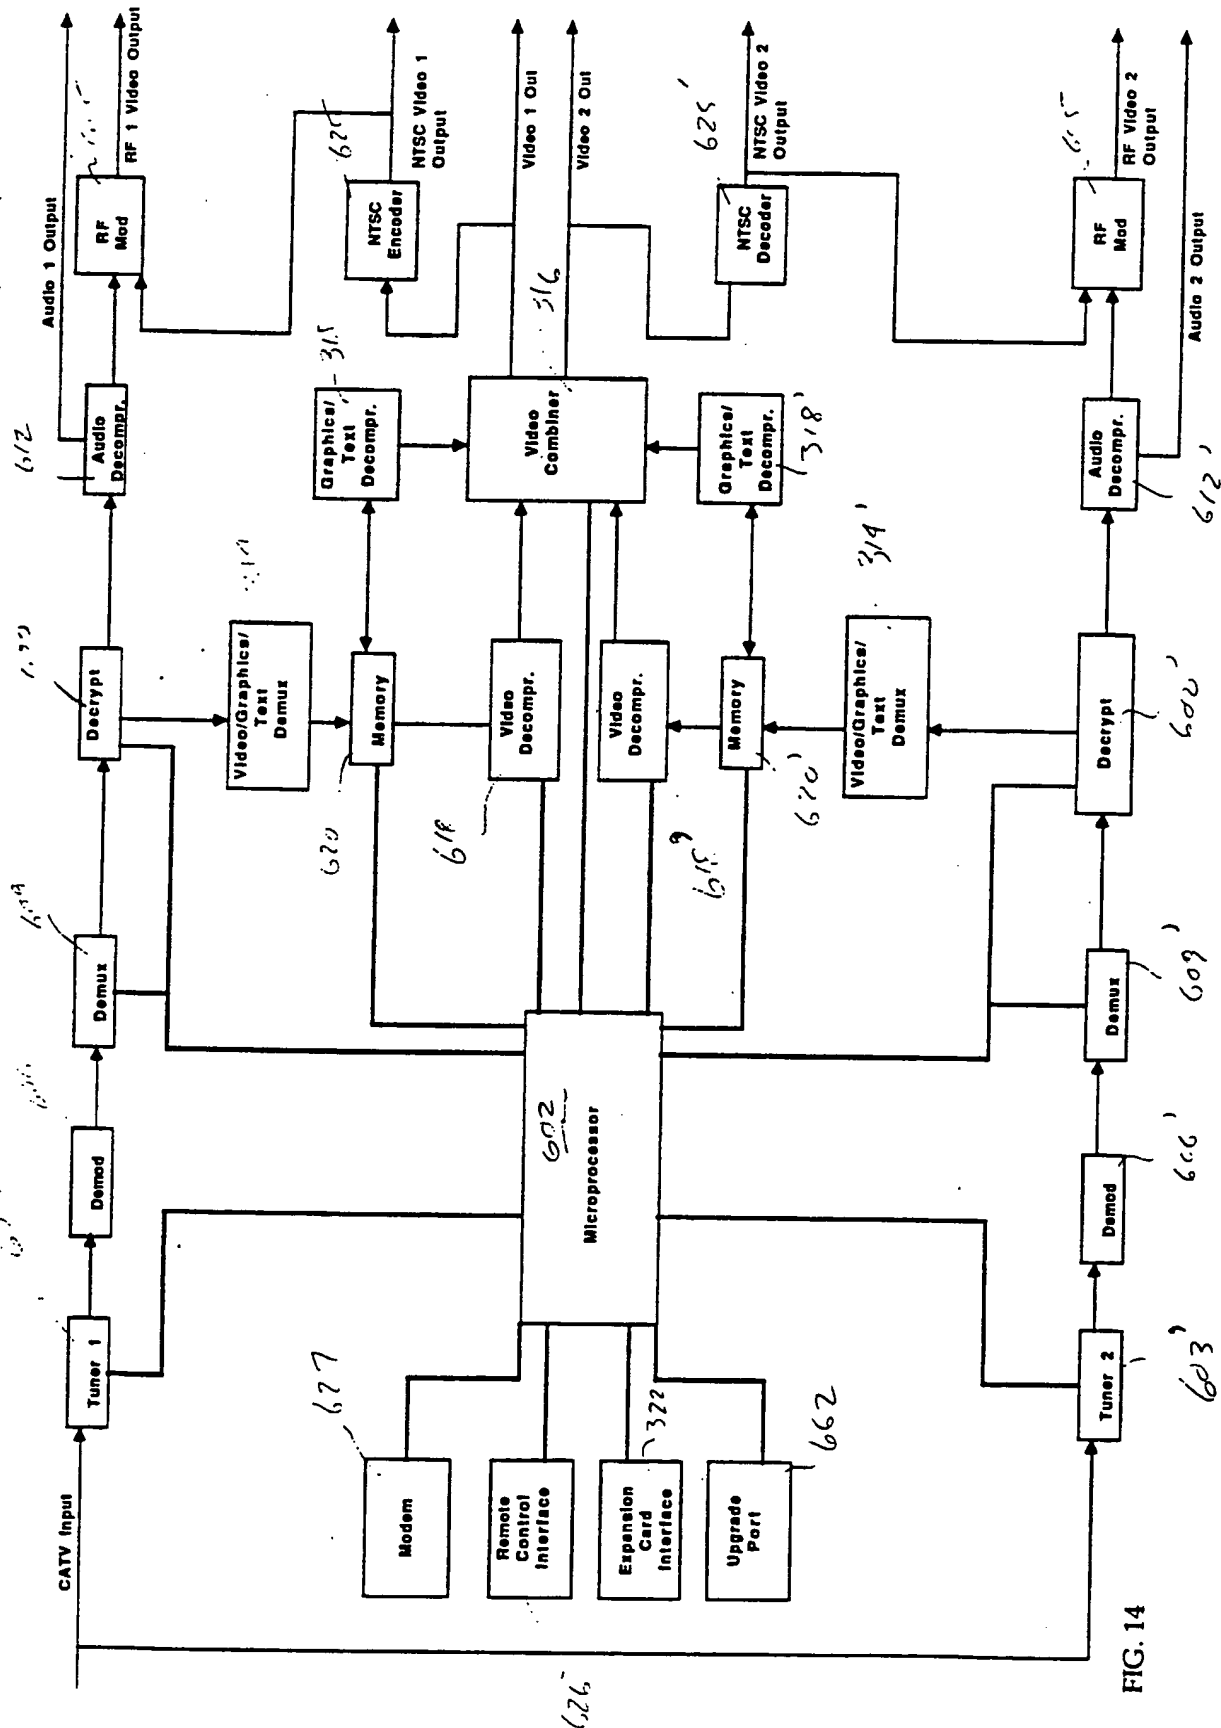 CATV Input
Tuner 1
Demod
Demux
Decrypt
Audio
Decompr.
RF
Mod
Audio 1 Output
RF 1 Video Output
612
Video/Graphics/
Text
Demux
Memory
620
Graphics/
Text
Decompr.
315
NTSC
Encoder
NTSC Video 1
Output
Modem
627
Remote
Control
Interface
Expansion
Card
Interface
322
Upgrade
Port
662
Microprocessor
602
Video
Decompr.
618
Video
Combiner
316
Video 1 Out
Video 2 Out
Video
Decompr.
Memory
620'
Graphics/
Text
Decompr.
318'
NTSC
Decoder
625'
NTSC Video 2
Output
Video/Graphics/
Text
Demux
314'
Tuner 2
603'
Demod
606'
Demux
609'
Decrypt
600'
Audio
Decompr.
612'
RF
Mod
RF Video 2
Output
Audio 2 Output
FIG. 14